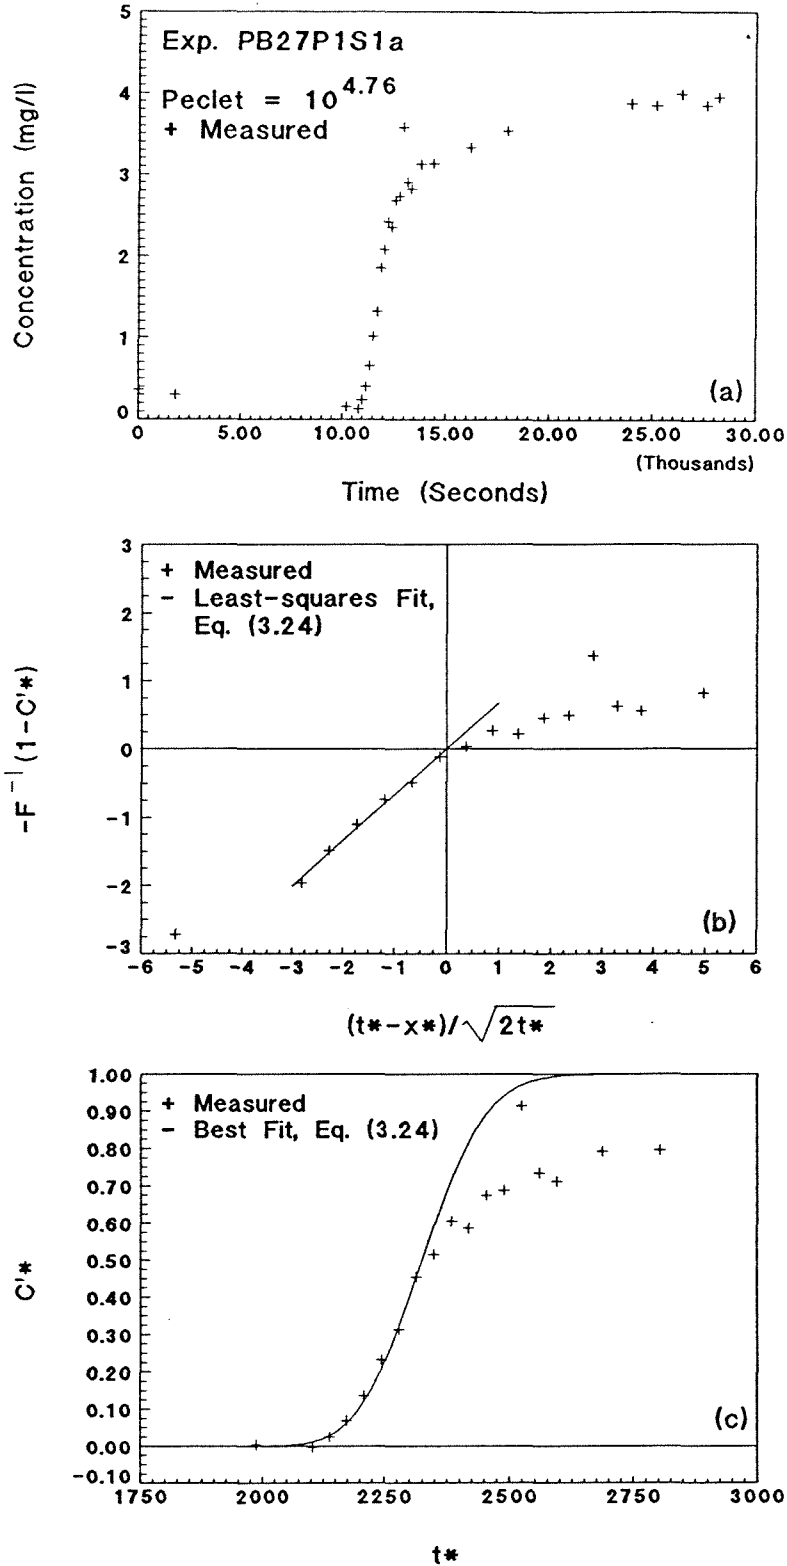 5
Exp. PB27P1S1a
Peclet = 10^4.76
+ Measured
4
3
2
1
0
Concentration (mg/l)
(a)
0 5.00 10.00 15.00 20.00 25.00 30.00
(Thousands)
Time (Seconds)
3
+ Measured
− Least-squares Fit,
Eq. (3.24)
2
1
0
-1
-2
-3
-F^-1(1-C'*)
(b)
-6 -5 -4 -3 -2 -1 0 1 2 3 4 5 6
(t*-x*)/√2t*
1.00
+ Measured
− Best Fit, Eq. (3.24)
0.90
0.80
0.70
0.60
0.50
0.40
0.30
0.20
0.10
0.00
-0.10
C'*
(c)
1750 2000 2250 2500 2750 3000
t*